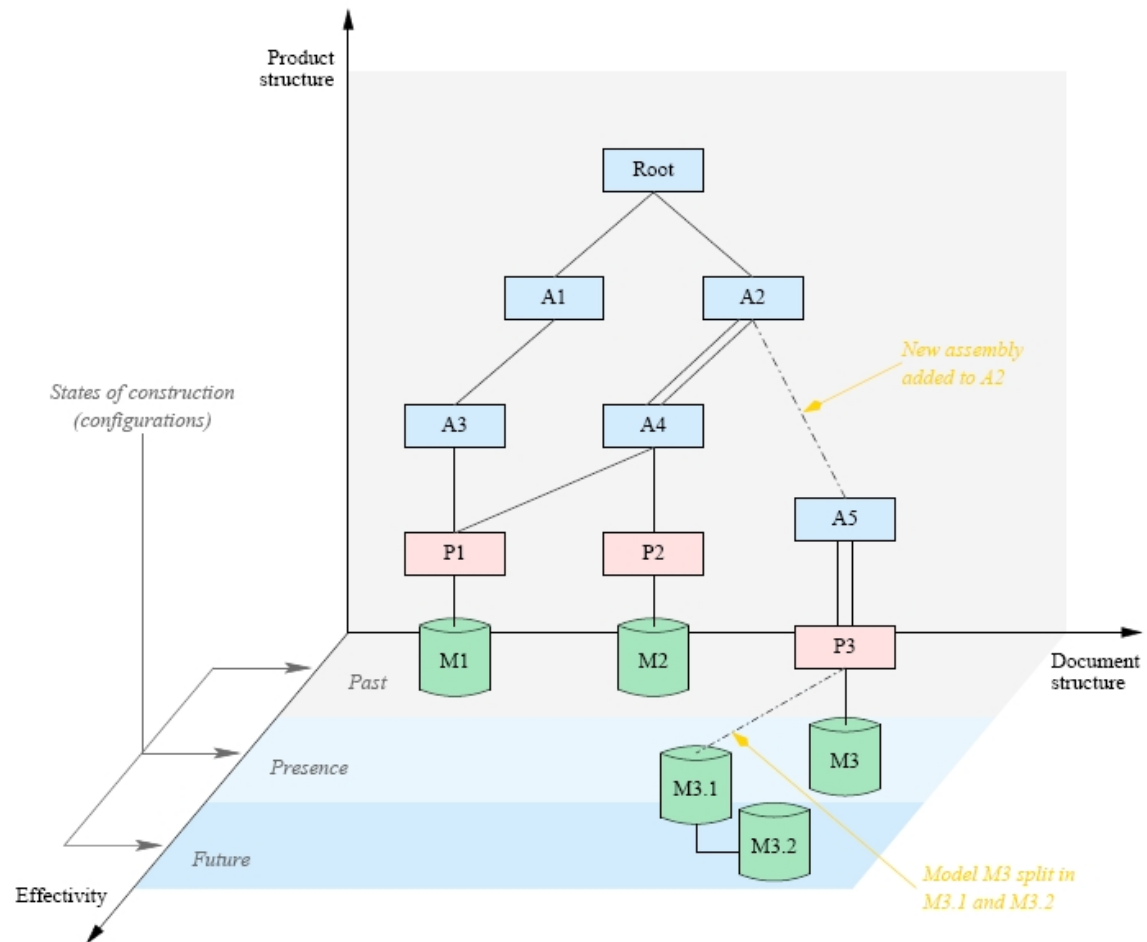 Product
structure
Root
A1
A2
New assembly
added to A2
States of construction
(configurations)
A3
A4
A5
P1
P2
P3
M1
M2
Document
structure
Past
M3
Presence
M3.1
M3.2
Future
Model M3 split in
M3.1 and M3.2
Effectivity